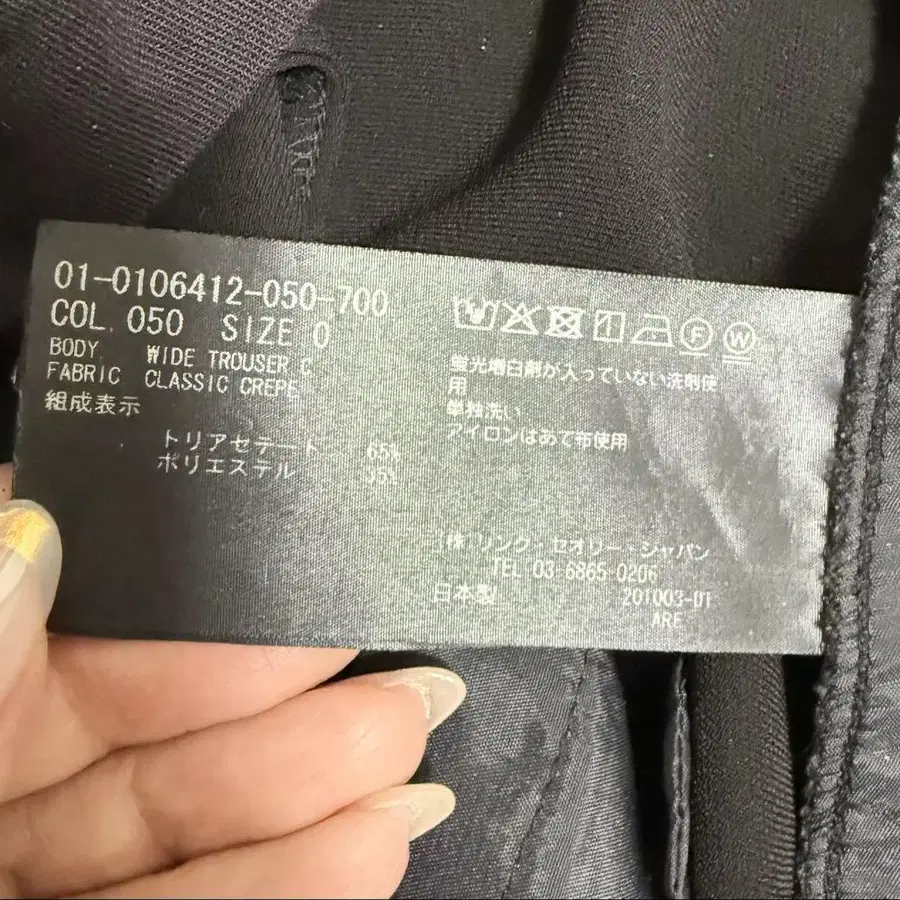 01-0106412-050-700
COL. 050 SIZE 0
BODY. WIDE TROUSER C
FABRIC CLASSIC CREPE
組成表示
トリアセテート 65%
ポリエステル 35%
蛍光増白剤が入っていない洗剤使
用
単独洗い
アイロンはあて布使用
(株)リンク・セオリー・ジャパン
TEL 03-6865-0206
日本製 201003-01
ARE
F
W